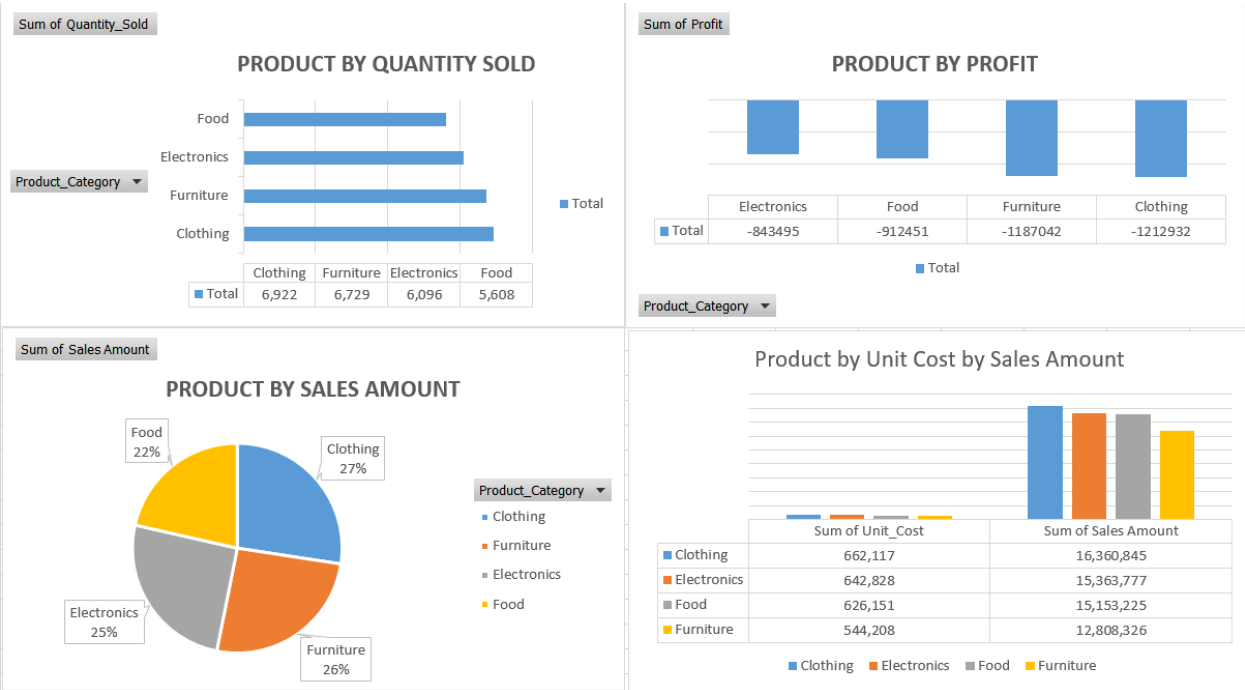 Sum of Quantity_Sold
PRODUCT BY QUANTITY SOLD
Food
Electronics
Product_Category
Furniture
Clothing
Total
Clothing Furniture Electronics Food
Total 6,922 6,729 6,096 5,608
Sum of Profit
PRODUCT BY PROFIT
Electronics Food Furniture Clothing
Total -843495 -912451 -1187042 -1212932
Total
Product_Category
Sum of Sales Amount
PRODUCT BY SALES AMOUNT
Food
22%
Clothing
27%
Electronics
25%
Furniture
26%
Product_Category
Clothing
Furniture
Electronics
Food
Product by Unit Cost by Sales Amount
Sum of Unit_Cost Sum of Sales Amount
Clothing 662,117 16,360,845
Electronics 642,828 15,363,777
Food 626,151 15,153,225
Furniture 544,208 12,808,326
Clothing Electronics Food Furniture